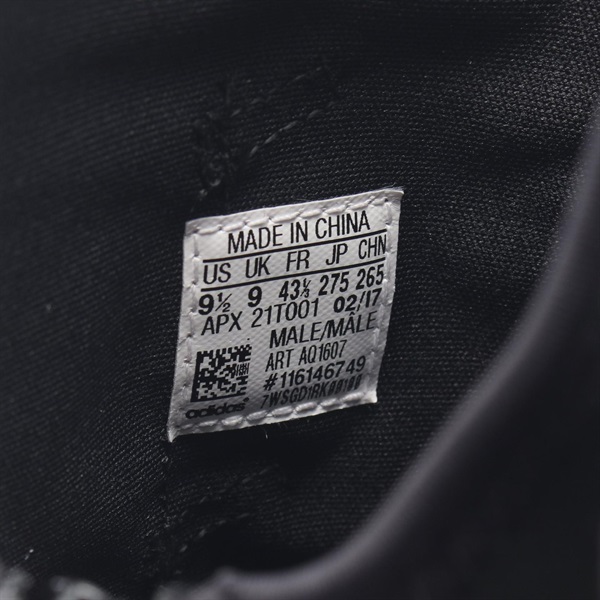 MADE IN CHINA
US UK FR JP CHN
9½ 9 43⅓ 275 265
APX 21T001 02/17
MALE/MÂLE
ART AQ1607
#116146749
adidas